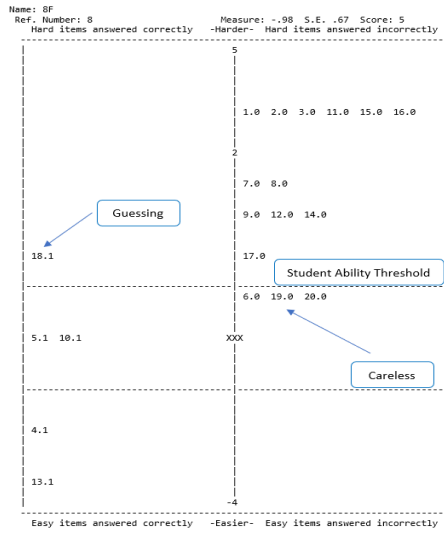 Name: 8F
Ref. Number: 8 Measure: -.98 S.E. .67 Score: 5
Hard items answered correctly -Harder- Hard items answered incorrectly
5
1.0 2.0 3.0 11.0 15.0 16.0
2
7.0 8.0
Guessing 9.0 12.0 14.0
18.1 17.0
Student Ability Threshold
6.0 19.0 20.0
5.1 10.1 XXX
Careless
4.1
13.1
-4
Easy items answered correctly -Easier- Easy items answered incorrectly